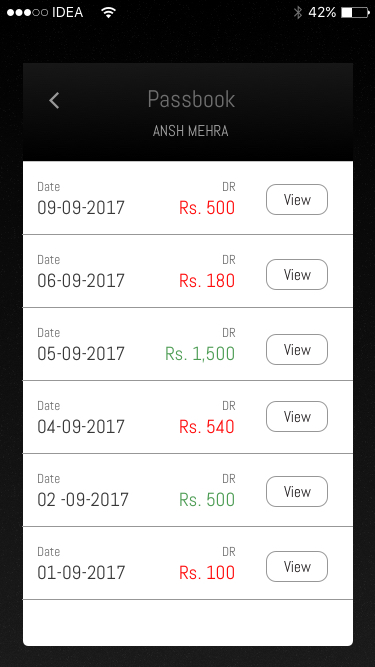 IDEA 42%
Passbook
ANSH MEHRA
Date DR
09-09-2017 Rs. 500 View
Date DR
06-09-2017 Rs. 180 View
Date DR
05-09-2017 Rs. 1,500 View
Date DR
04-09-2017 Rs. 540 View
Date DR
02 -09-2017 Rs. 500 View
Date DR
01-09-2017 Rs. 100 View